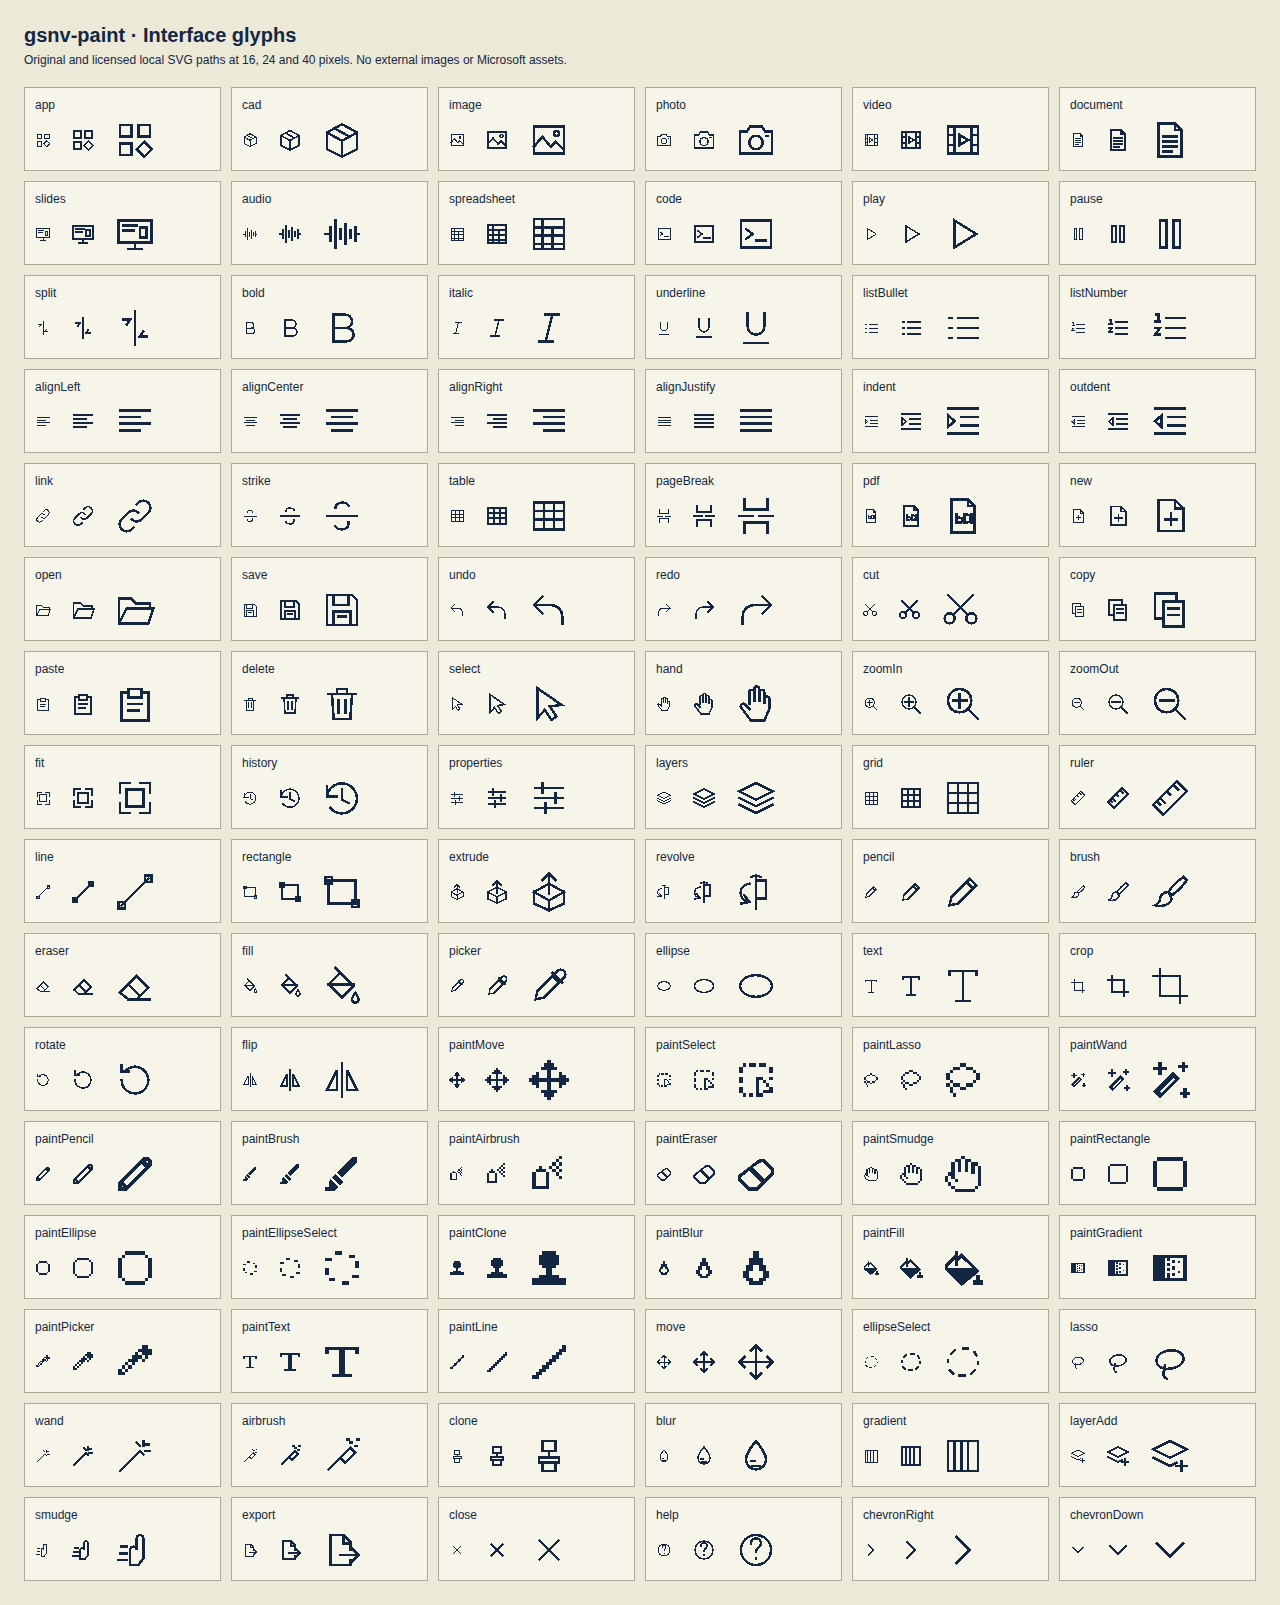 gsnv-paint · Interface glyphs
Original and licensed local SVG paths at 16, 24 and 40 pixels. No external images or Microsoft assets.
app cad image photo video document
slides audio spreadsheet code play pause
split bold italic underline listBullet listNumber
alignLeft alignCenter alignRight alignJustify indent outdent
link strike table pageBreak pdf new
open save undo redo cut copy
paste delete select hand zoomIn zoomOut
fit history properties layers grid ruler
line rectangle extrude revolve pencil brush
eraser fill picker ellipse text crop
rotate flip paintMove paintSelect paintLasso paintWand
paintPencil paintBrush paintAirbrush paintEraser paintSmudge paintRectangle
paintEllipse paintEllipseSelect paintClone paintBlur paintFill paintGradient
paintPicker paintText paintLine move ellipseSelect lasso
wand airbrush clone blur gradient layerAdd
smudge export close help chevronRight chevronDown